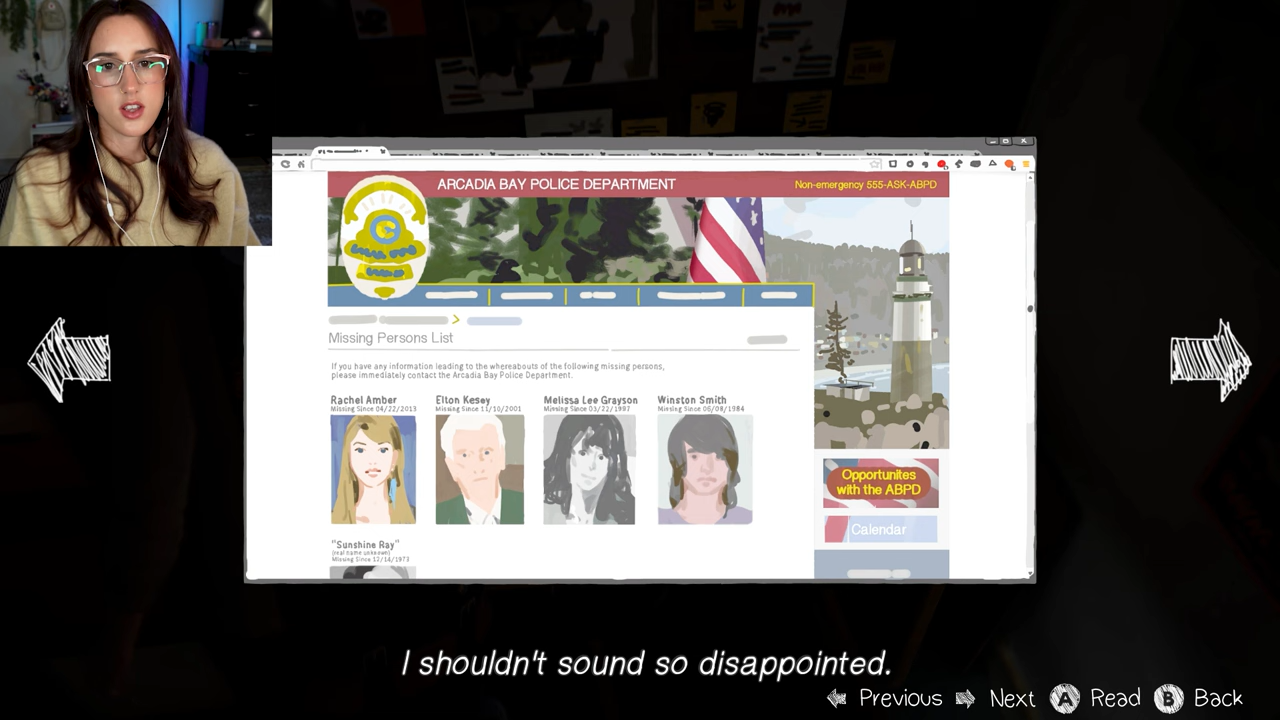 ARCADIA BAY POLICE DEPARTMENT
Non-emergency 555-ASK-ABPD
Missing Persons List
If you have any information leading to the whereabouts of the following missing persons,
please immediately contact the Arcadia Bay Police Department.
Rachel Amber
Missing Since 04/22/2013
Elton Kesey
Missing Since 11/10/2001
Melissa Lee Grayson
Missing Since 03/22/1997
Winston Smith
Missing Since 06/08/1984
"Sunshine Ray"
(real name unknown)
Missing Since 12/14/1973
Opportunites
with the ABPD
Calendar
I shouldn't sound so disappointed.
Previous
Next
A Read
B Back